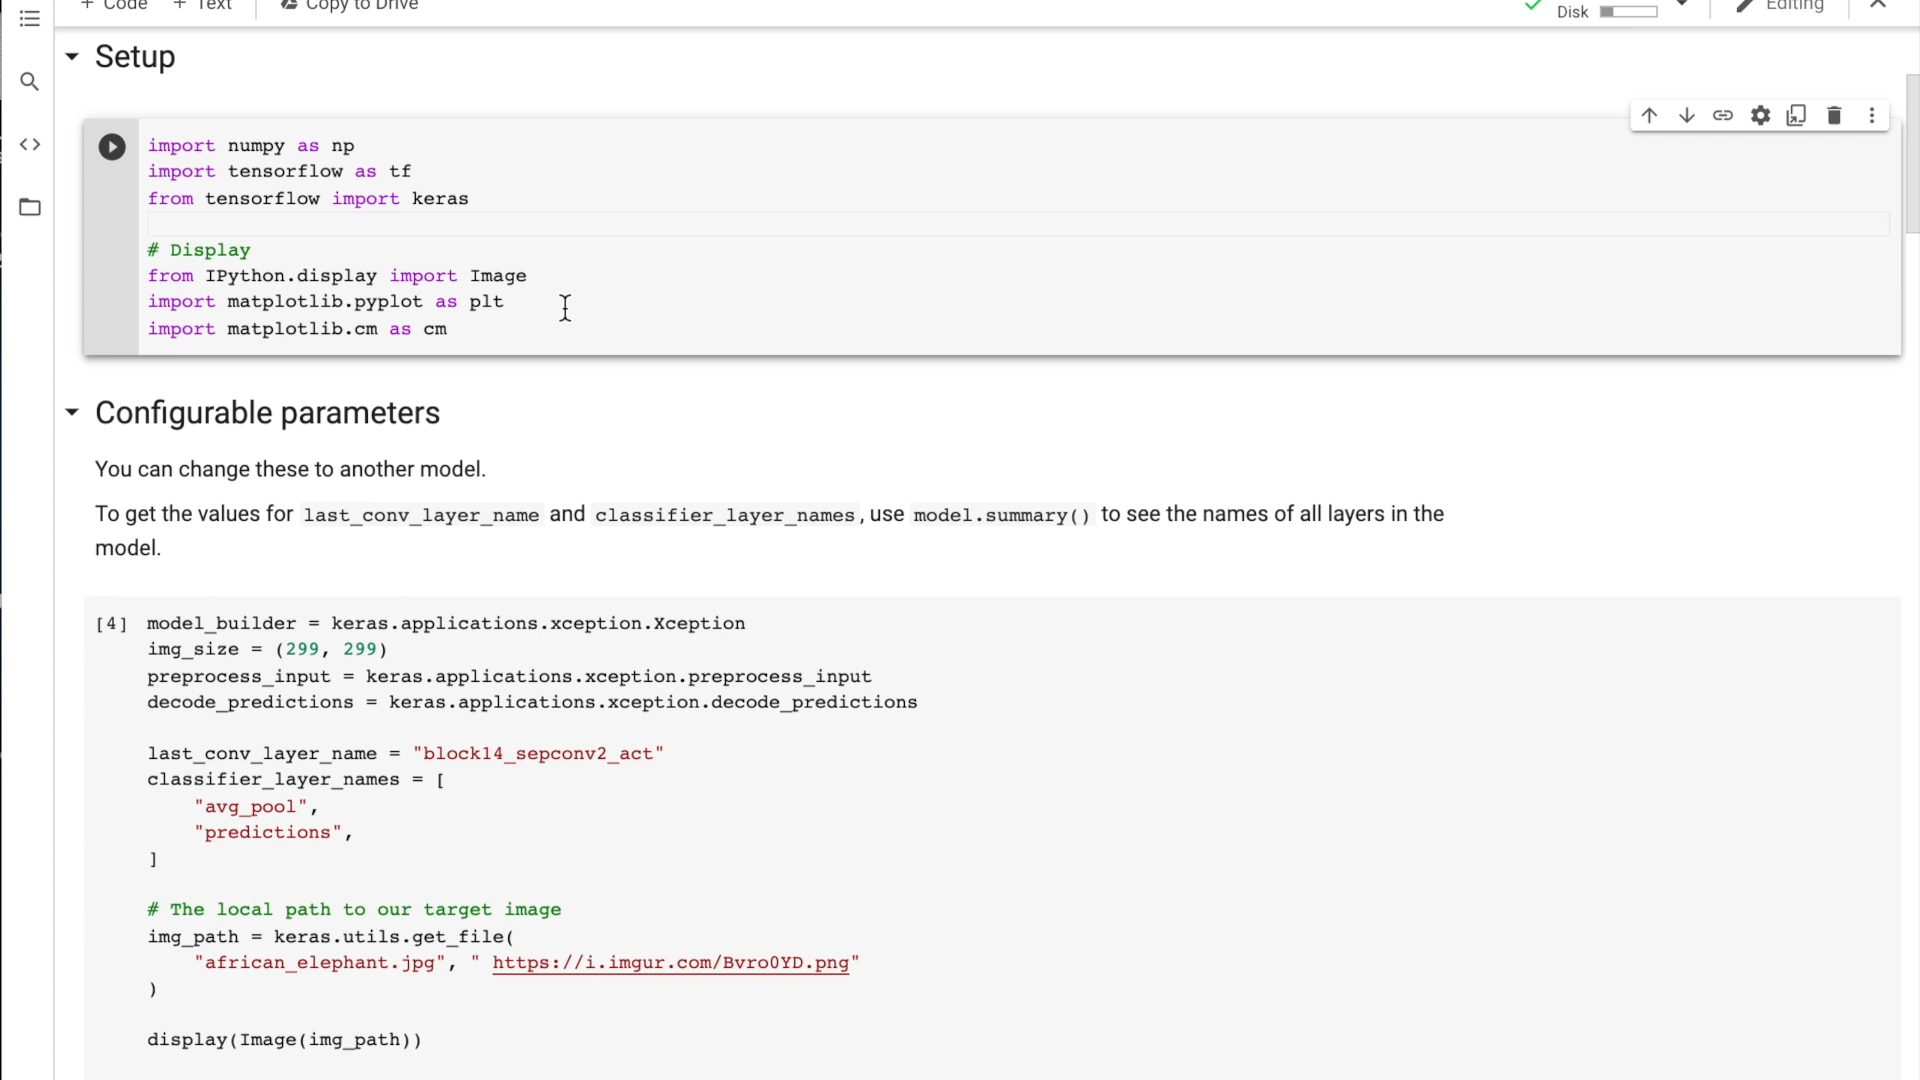 + Code + Text Copy to Drive
Disk Editing
Setup
import numpy as np
import tensorflow as tf
from tensorflow import keras
# Display
from IPython.display import Image
import matplotlib.pyplot as plt
import matplotlib.cm as cm
Configurable parameters
You can change these to another model.
To get the values for last_conv_layer_name and classifier_layer_names, use model.summary() to see the names of all layers in the
model.
[4] model_builder = keras.applications.xception.Xception
img_size = (299, 299)
preprocess_input = keras.applications.xception.preprocess_input
decode_predictions = keras.applications.xception.decode_predictions
last_conv_layer_name = "block14_sepconv2_act"
classifier_layer_names = [
"avg_pool",
"predictions",
]
# The local path to our target image
img_path = keras.utils.get_file(
"african_elephant.jpg", " https://i.imgur.com/Bvro0YD.png"
)
display(Image(img_path))